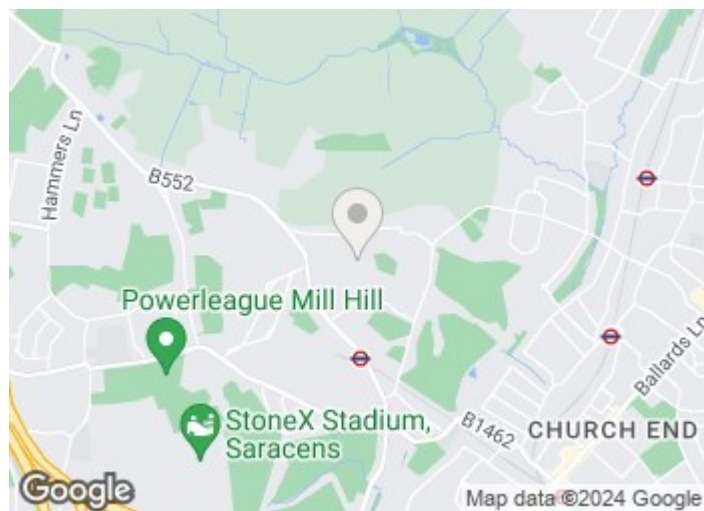 Hammers Ln
B552
Powerleague Mill Hill
StoneX Stadium,
Saracens
B1462
Ballards Ln
CHURCH END
Google
Map data ©2024 Google